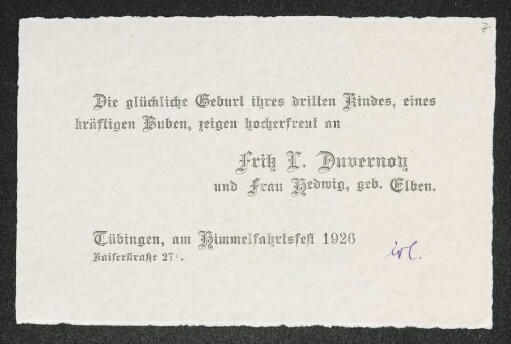 7
Die glückliche Geburt ihres dritten Kindes, eines
kräftigen Buben, zeigen hocherfreut an
Fritz L. Duvernoy
und Frau Hedwig, geb. Elben.
Tübingen, am Himmelfahrtsfest 1926
Kaiserstraße 27